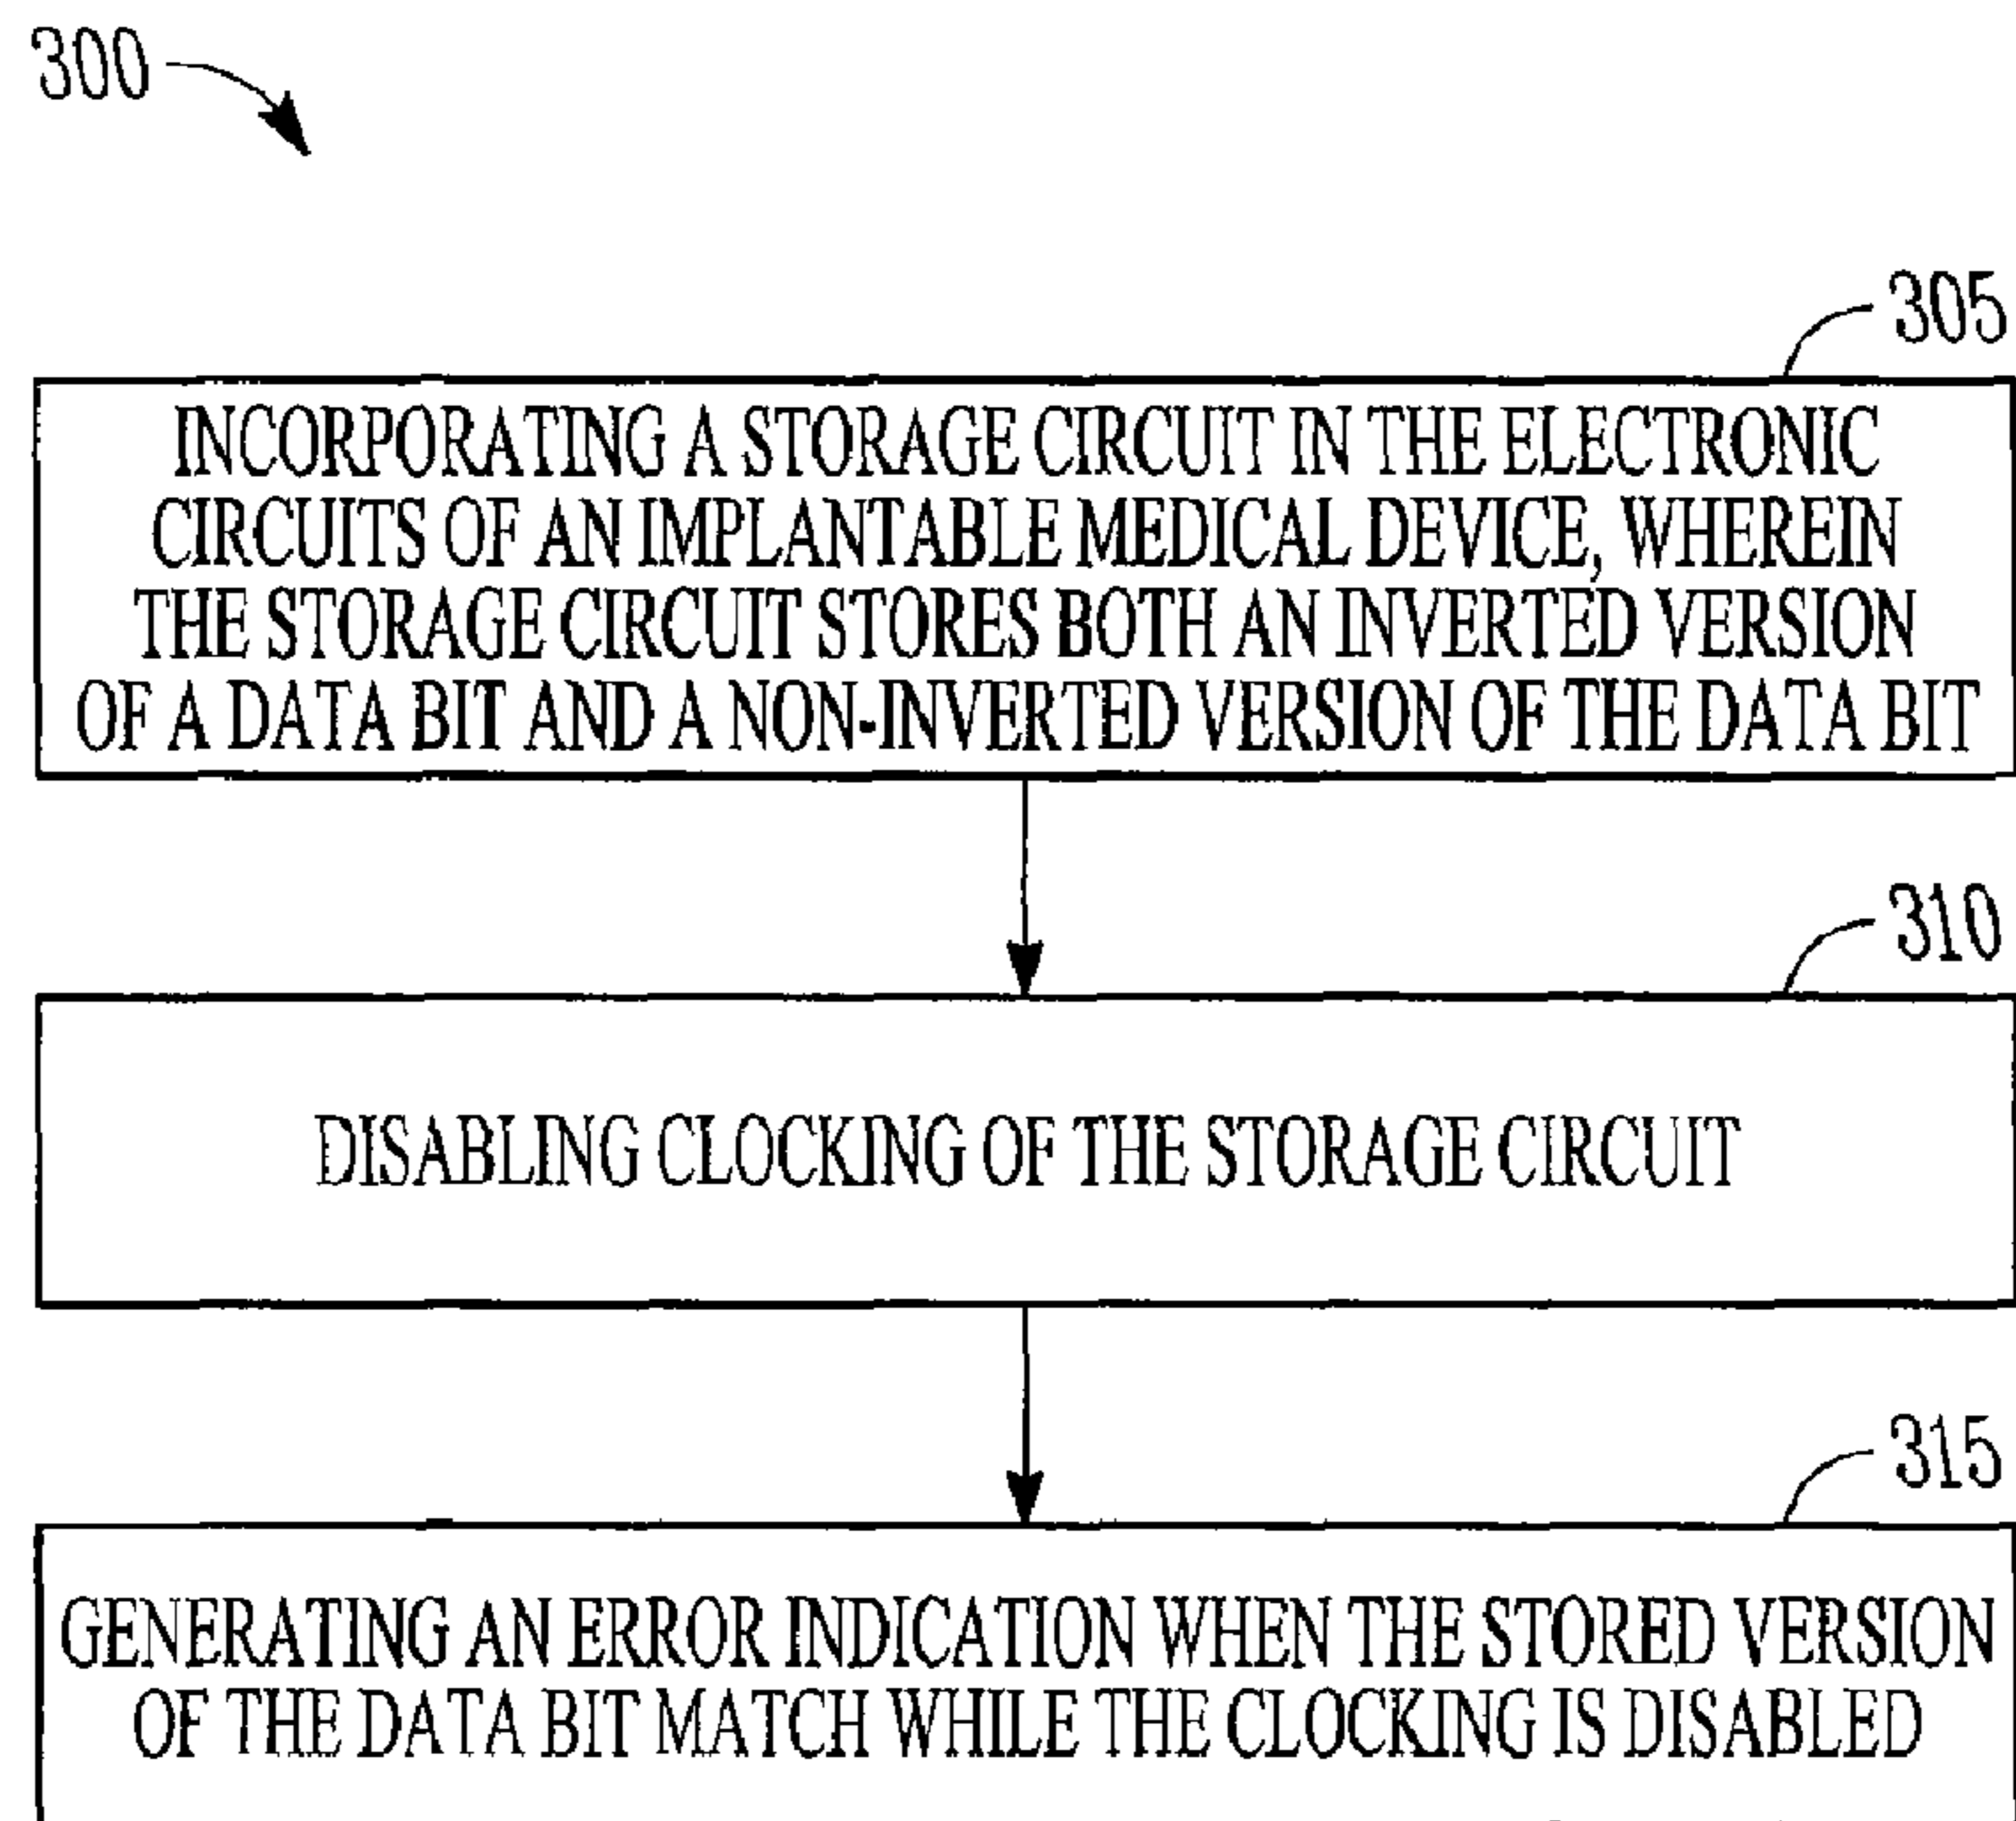 300
305
INCORPORATING A STORAGE CIRCUIT IN THE ELECTRONIC
CIRCUITS OF AN IMPLANTABLE MEDICAL DEVICE, WHEREIN
THE STORAGE CIRCUIT STORES BOTH AN INVERTED VERSION
OF A DATA BIT AND A NON-INVERTED VERSION OF THE DATA BIT
310
DISABLING CLOCKING OF THE STORAGE CIRCUIT
315
GENERATING AN ERROR INDICATION WHEN THE STORED VERSION
OF THE DATA BIT MATCH WHILE THE CLOCKING IS DISABLED